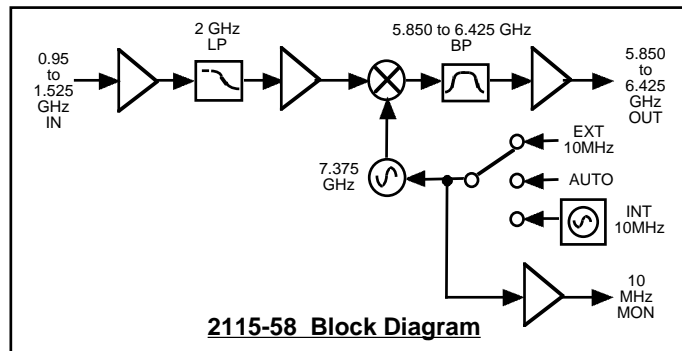 2 GHz
LP
5.850 to 6.425 GHz
BP
0.95
to
1.525
GHz
IN
5.850
to
6.425
GHz
OUT
7.375
GHz
EXT
10MHz
AUTO
INT
10MHz
10
MHz
MON
2115-58 Block Diagram